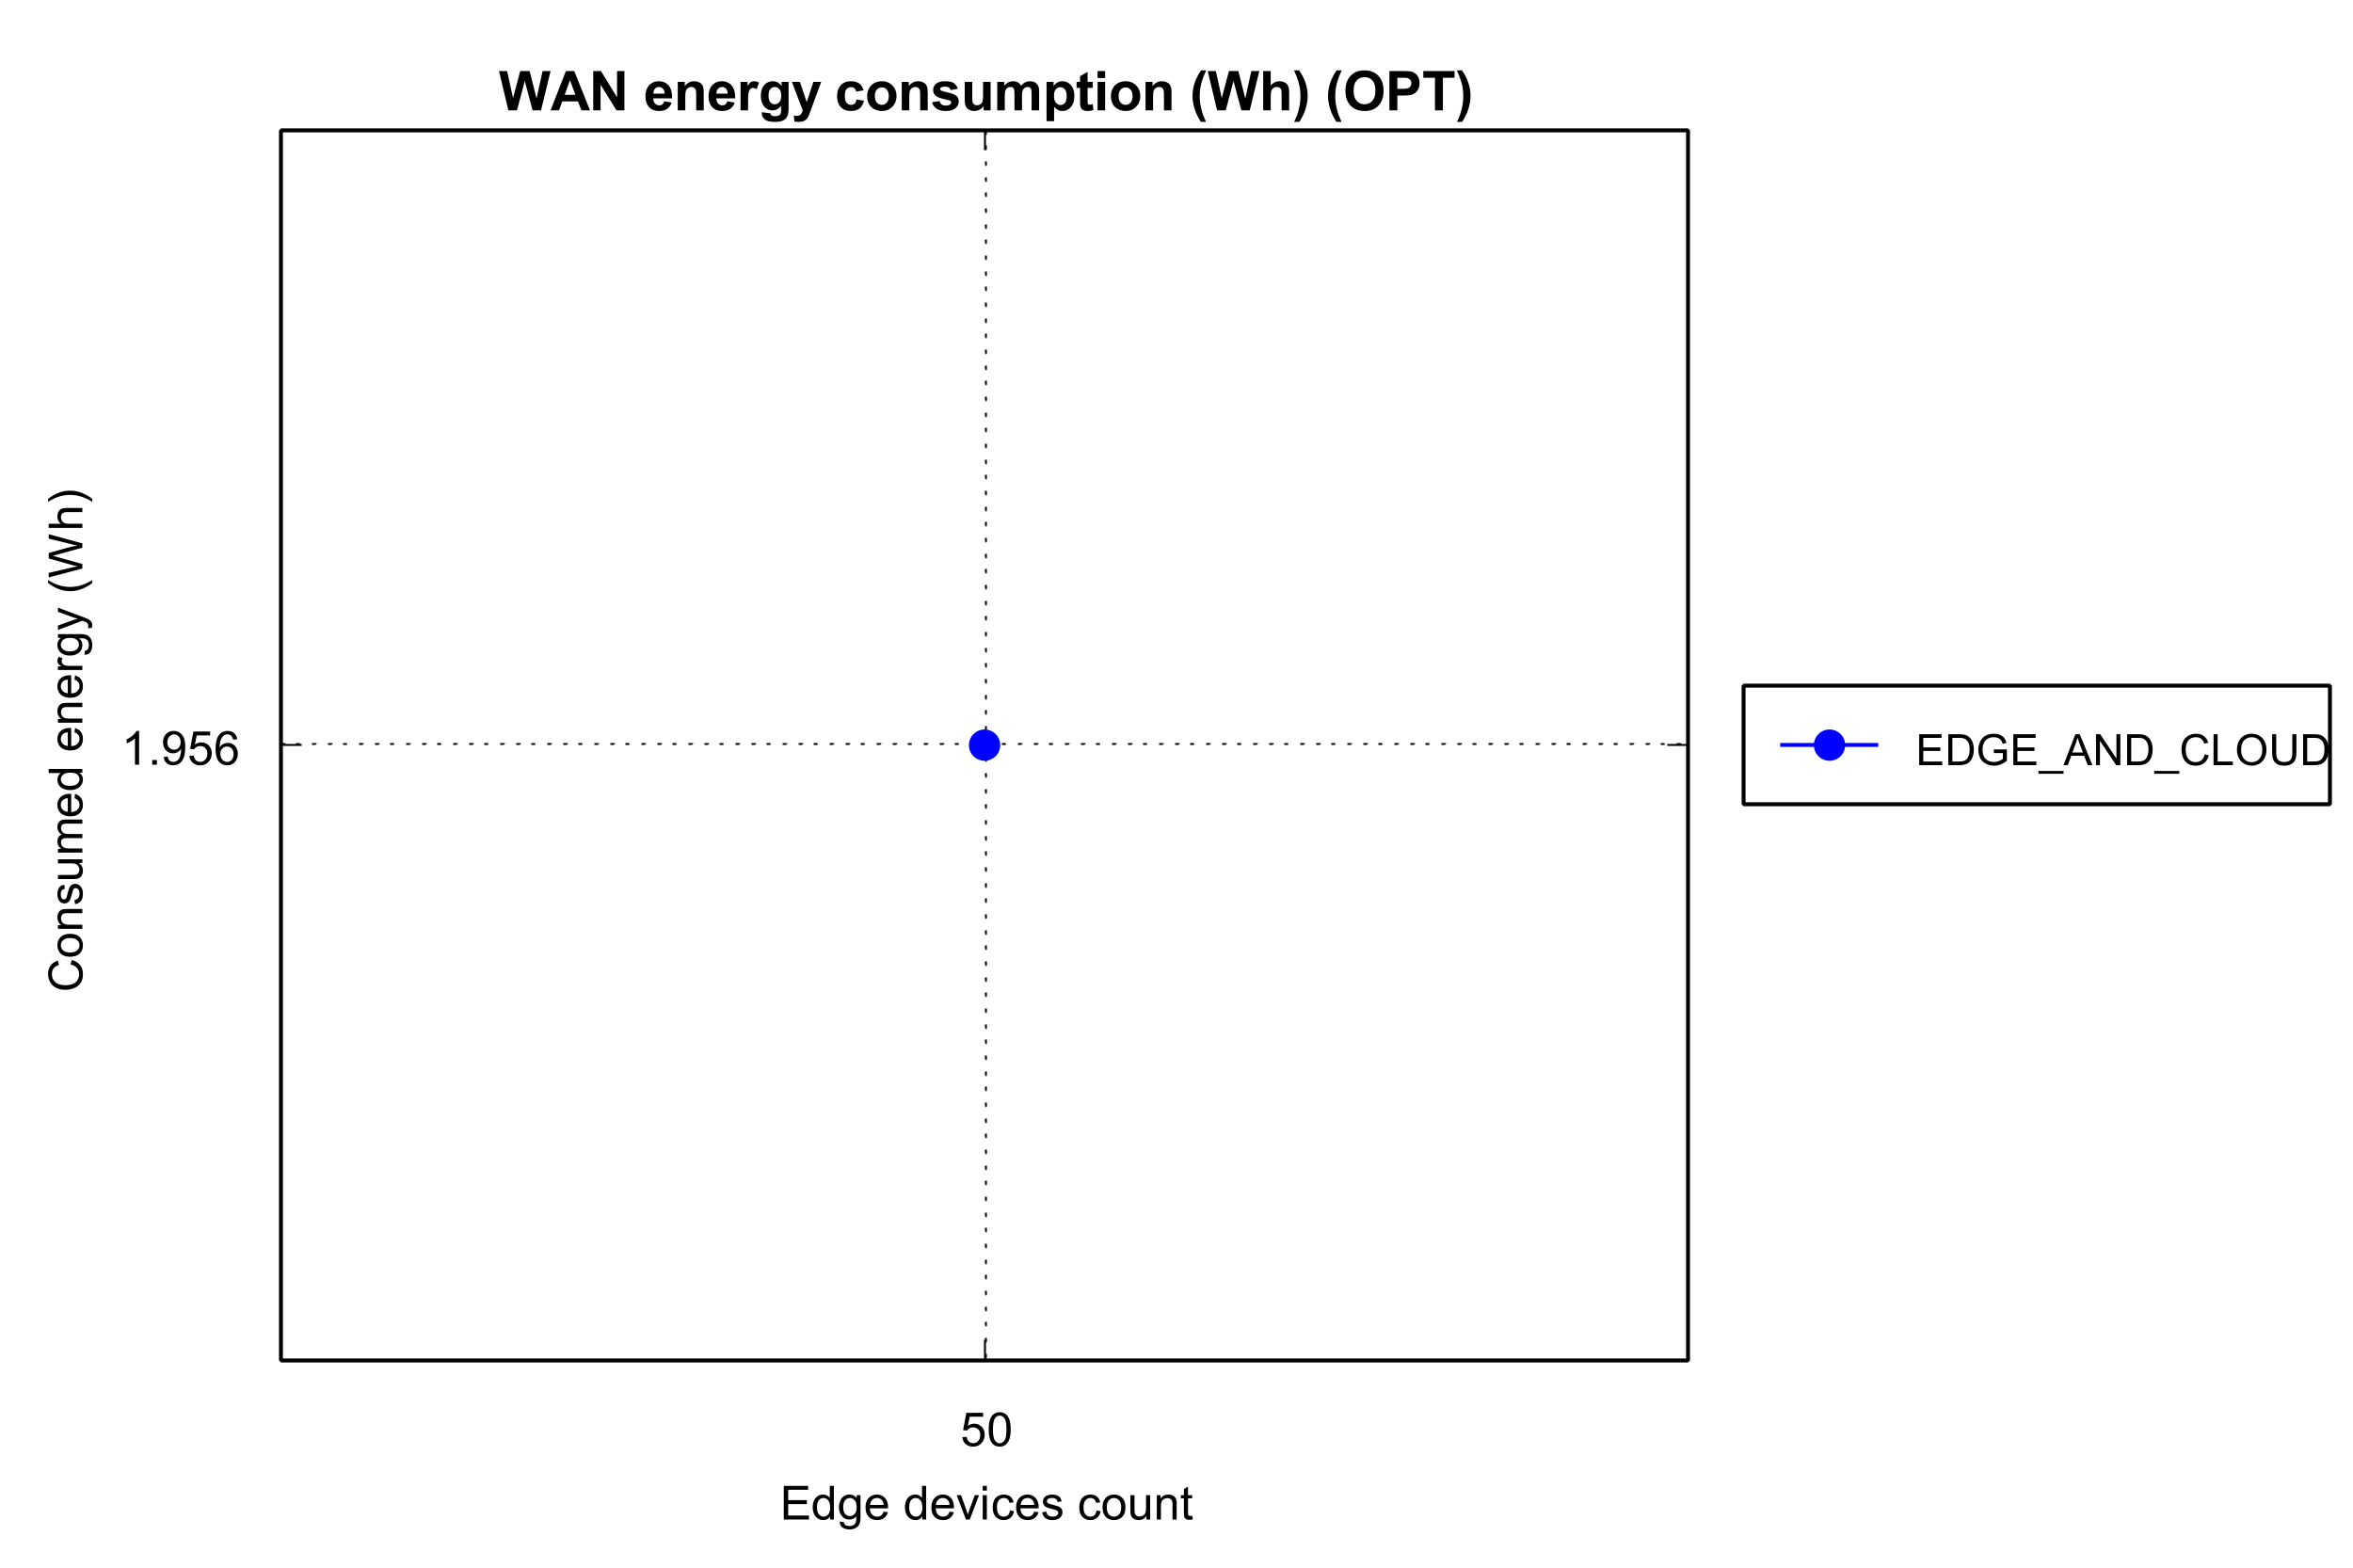 WAN energy consumption (Wh) (OPT)
Consumed energy (Wh)
1.956
EDGE_AND_CLOUD
50
Edge devices count